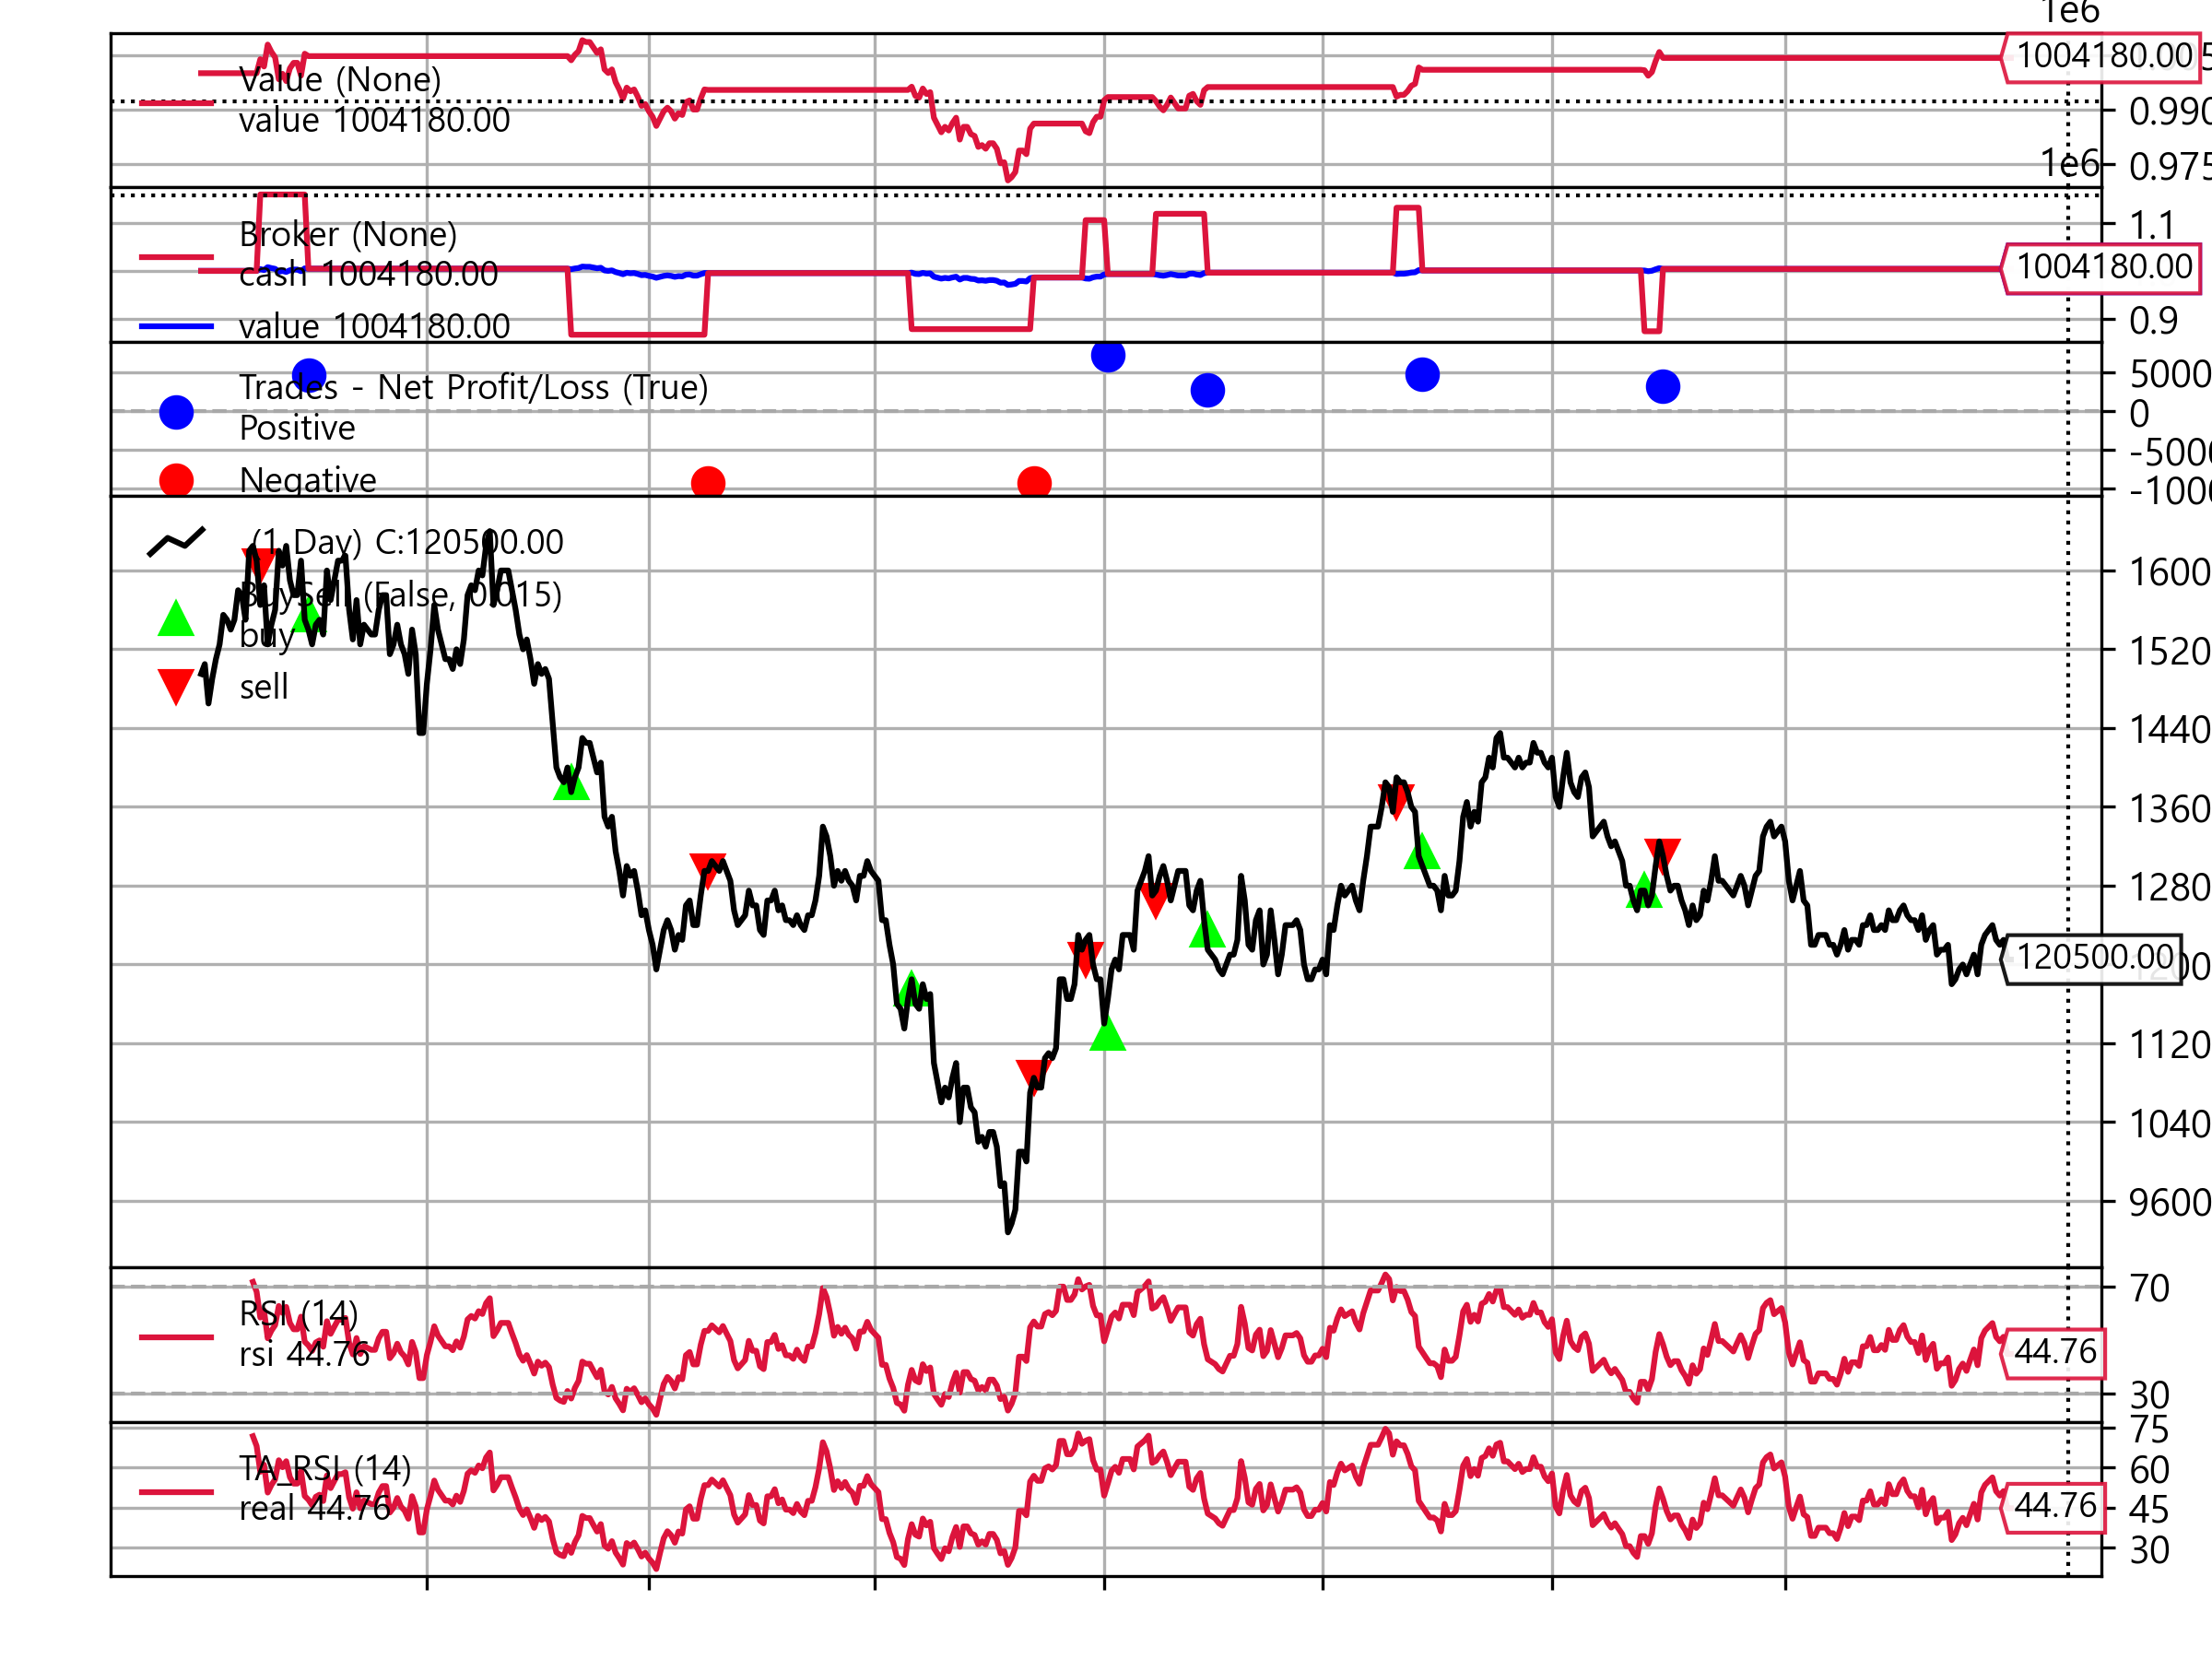 1e6
Value (None)
value 1004180.00
1004180.00
5
0.990
0.975
1e6
Broker (None)
cash 1004180.00
value 1004180.00
1.1
1004180.00
0.9
Trades - Net Profit/Loss (True)
Positive
Negative
5000
0
-5000
-1000
(1 Day) C:120500.00
BuySell (False, 0.015)
buy
sell
1600
1520
1440
1360
1280
120500.00
1120
1040
9600
RSI (14)
rsi 44.76
70
44.76
30
TA_RSI (14)
real 44.76
75
60
44.76
45
30